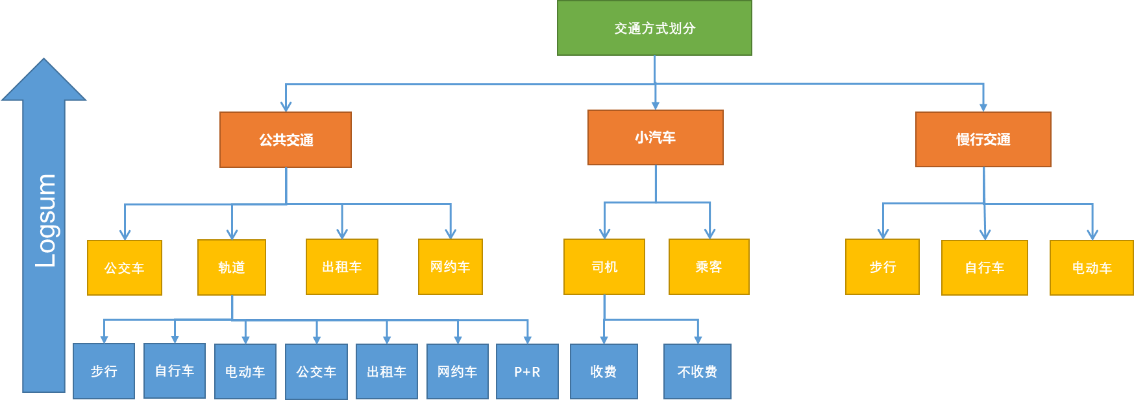 交通方式划分
Logsum
公共交通
小汽车
慢行交通
公交车
轨道
出租车
网约车
司机
乘客
步行
自行车
电动车
步行
自行车
电动车
公交车
出租车
网约车
P+R
收费
不收费